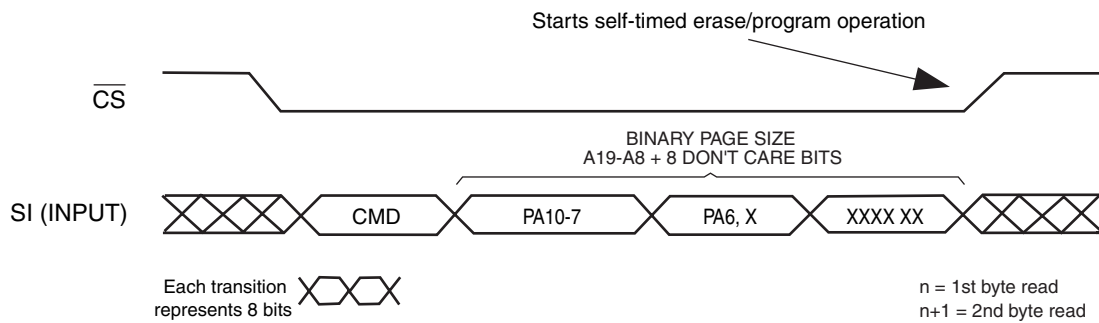 Starts self-timed erase/program operation
CS
BINARY PAGE SIZE
A19-A8 + 8 DON'T CARE BITS
SI (INPUT)
CMD
PA10-7
PA6, X
XXXX XX
Each transition
represents 8 bits
n = 1st byte read
n+1 = 2nd byte read